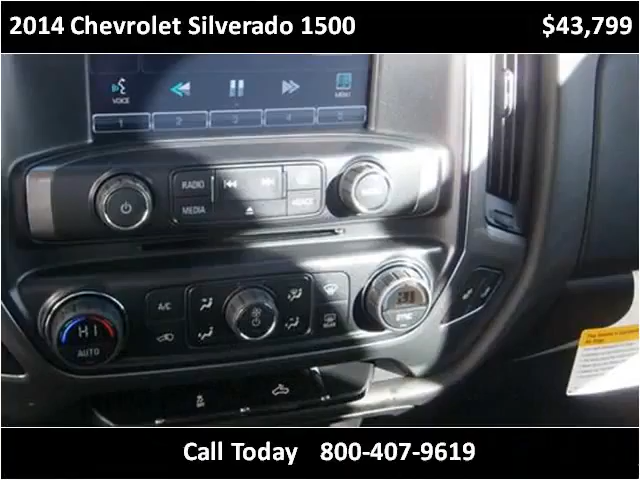 2014 Chevrolet Silverado 1500 $43,799
VOICE MENU
1 2 3 4 5
RADIO
MEDIA
HI
AUTO
A/C
REAR
SYNC
Call Today 800-407-9619